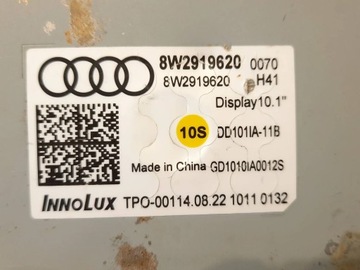 8W2919620 0070
8W2919620 H41
Display10.1"
10S DD101IA-11B
Made in China GD1010IA0012S
INNOLUX TPO-00114.08.22 1011 0132